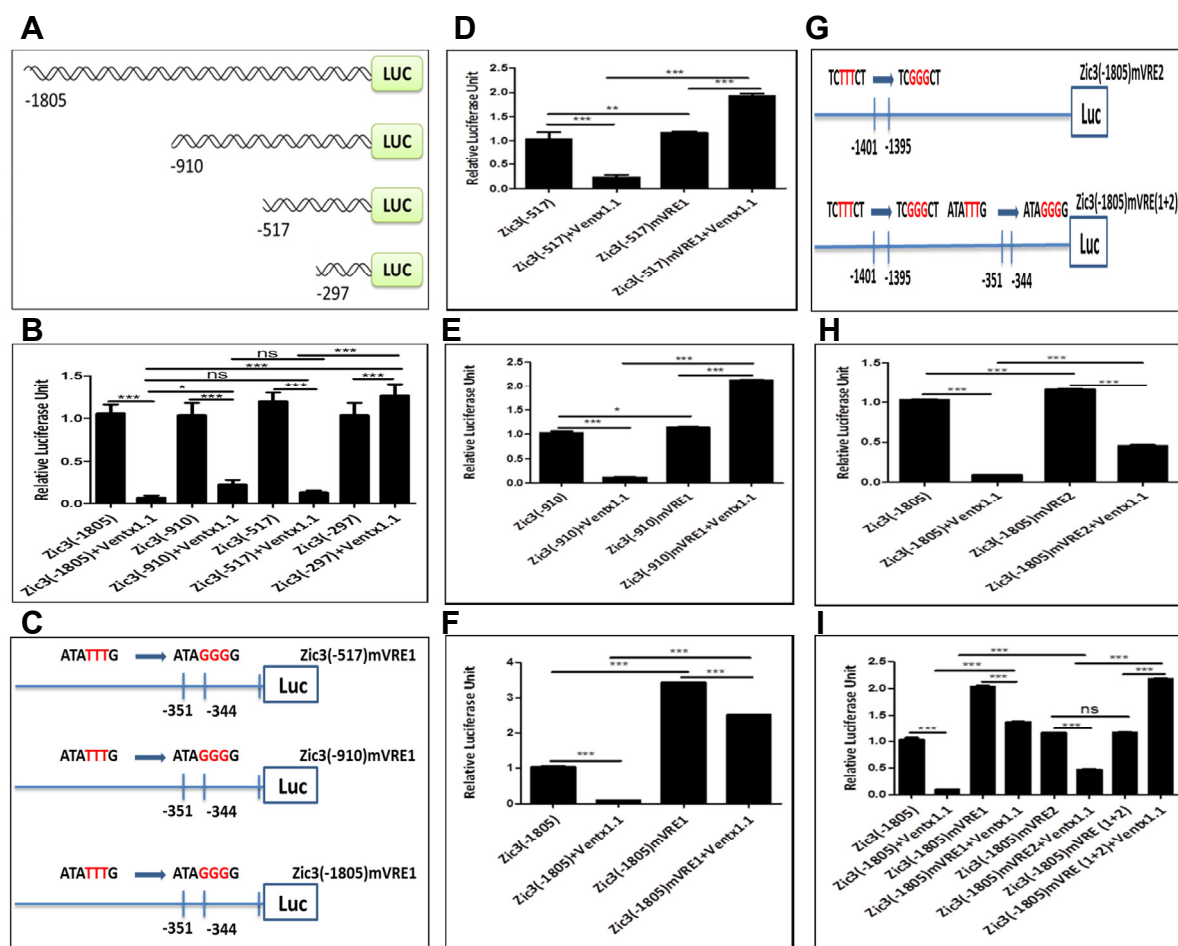 A
LUC
-1805
LUC
-910
LUC
-517
LUC
-297
B
Relative Luciferase Unit
1.5
1.0
0.5
0.0
ns
***
***
ns
*
***
***
***
***
Zic3(-1805)
Zic3(-1805)+Ventx1.1
Zic3(-910)
Zic3(-910)+Ventx1.1
Zic3(-517)
Zic3(-517)+Ventx1.1
Zic3(-297)
Zic3(-297)+Ventx1.1
C
ATATTTG ATAGGGG Zic3(-517)mVRE1
Luc
-351 -344
ATATTTG ATAGGGG Zic3(-910)mVRE1
Luc
-351 -344
ATATTTG ATAGGGG Zic3(-1805)mVRE1
Luc
-351 -344
D
Relative Luciferase Unit
2.5
2.0
1.5
1.0
0.5
0.0
***
***
**
***
Zic3(-517)
Zic3(-517)+Ventx1.1
Zic3(-517)mVRE1
Zic3(-517)mVRE1+Ventx1.1
E
Relative Luciferase Unit
2.5
2.0
1.5
1.0
0.5
0.0
***
***
*
***
Zic3(-910)
Zic3(-910)+Ventx1.1
Zic3(-910)mVRE1
Zic3(-910)mVRE1+Ventx1.1
F
Relative Luciferase Unit
4
3
2
1
0
***
***
***
***
Zic3(-1805)
Zic3(-1805)+Ventx1.1
Zic3(-1805)mVRE1
Zic3(-1805)mVRE1+Ventx1.1
G
TCTTTCT TCGGGCT Zic3(-1805)mVRE2
Luc
-1401 -1395
TCTTTCT TCGGGCT ATATTTG ATAGGGG Zic3(-1805)mVRE(1+2)
Luc
-1401 -1395 -351 -344
H
Relative Luciferase Unit
1.5
1.0
0.5
0.0
***
***
***
***
Zic3(-1805)
Zic3(-1805)+Ventx1.1
Zic3(-1805)mVRE2
Zic3(-1805)mVRE2+Ventx1.1
I
Relative Luciferase Unit
2.5
2.0
1.5
1.0
0.5
0.0
***
***
***
***
***
***
ns
***
***
Zic3(-1805)
Zic3(-1805)+Ventx1.1
Zic3(-1805)mVRE1
Zic3(-1805)mVRE1+Ventx1.1
Zic3(-1805)mVRE2
Zic3(-1805)mVRE2+Ventx1.1
Zic3(-1805)mVRE (1+2)
Zic3(-1805)mVRE (1+2)+Ventx1.1